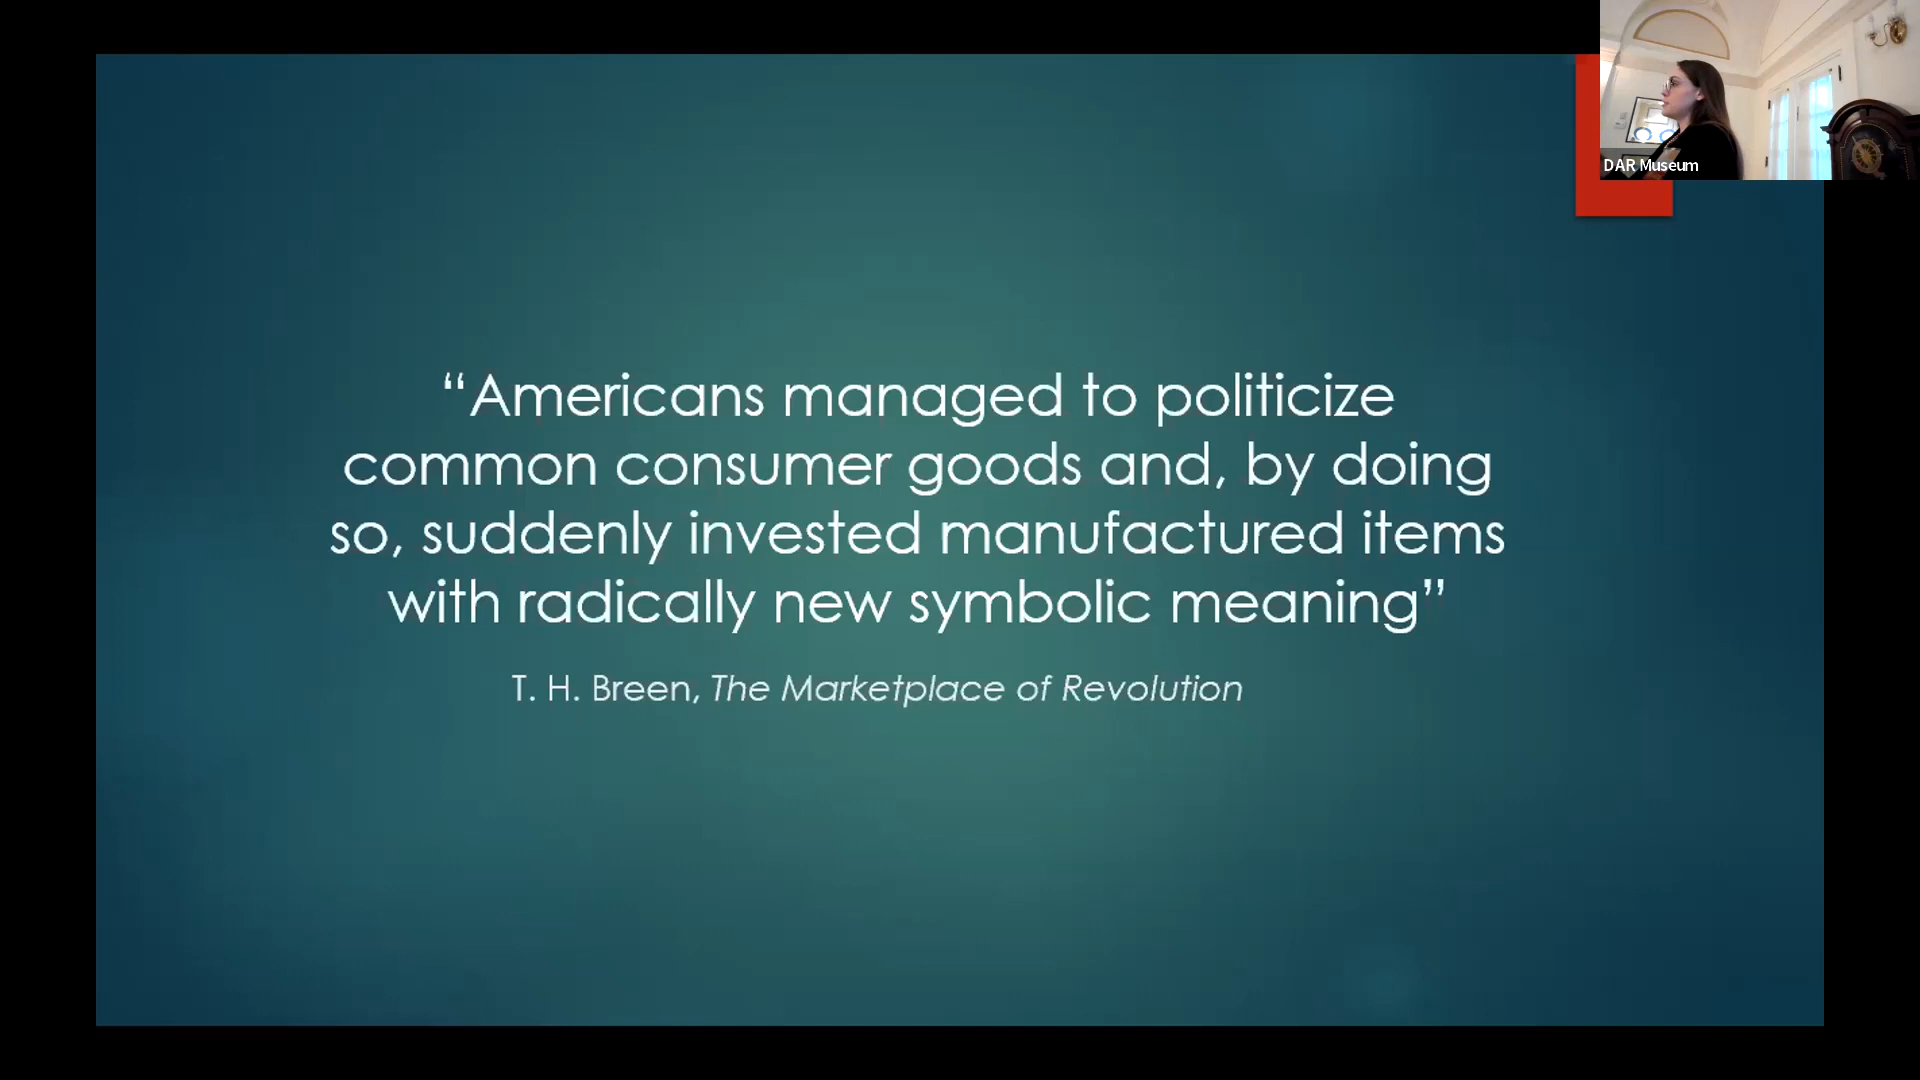 DAR Museum
“Americans managed to politicize
common consumer goods and, by doing
so, suddenly invested manufactured items
with radically new symbolic meaning”
T. H. Breen, The Marketplace of Revolution